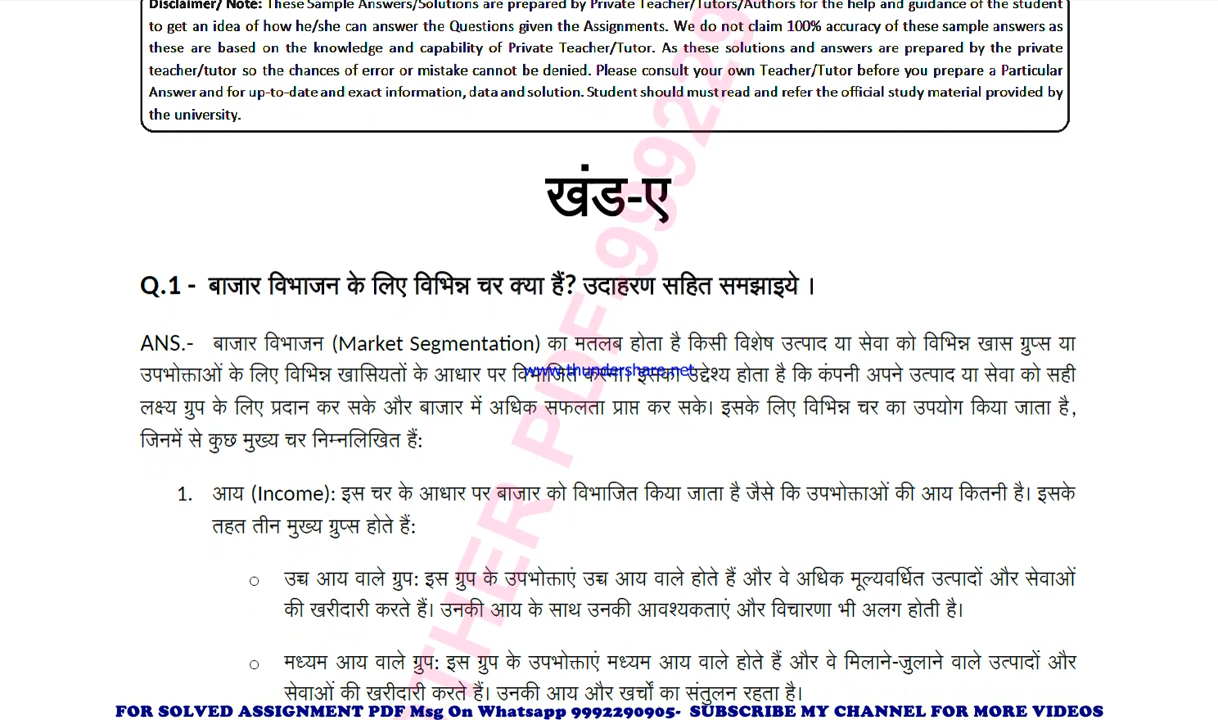 Disclaimer/ Note: These Sample Answers/Solutions are prepared by Private Teacher/Tutors/Authors for the help and guidance of the student
to get an idea of how he/she can answer the Questions given the Assignments. We do not claim 100% accuracy of these sample answers as
these are based on the knowledge and capability of Private Teacher/Tutor. As these solutions and answers are prepared by the private
teacher/tutor so the chances of error or mistake cannot be denied. Please consult your own Teacher/Tutor before you prepare a Particular
Answer and for up-to-date and exact information, data and solution. Student should must read and refer the official study material provided by
the university.
खंड-ए
Q.1 - बाजार विभाजन के लिए विभिन्न चर क्या हैं? उदाहरण सहित समझाइये ।
ANS.- बाजार विभाजन (Market Segmentation) का मतलब होता है किसी विशेष उत्पाद या सेवा को विभिन्न खास ग्रुप्स या
उपभोक्ताओं के लिए विभिन्न खासियतों के आधार पर विभाजित करना। इसका उद्देश्य होता है कि कंपनी अपने उत्पाद या सेवा को सही
www.thundershare.net
लक्ष्य ग्रुप के लिए प्रदान कर सके और बाजार में अधिक सफलता प्राप्त कर सके। इसके लिए विभिन्न चर का उपयोग किया जाता है,
जिनमें से कुछ मुख्य चर निम्नलिखित हैं:
1. आय (Income): इस चर के आधार पर बाजार को विभाजित किया जाता है जैसे कि उपभोक्ताओं की आय कितनी है। इसके
तहत तीन मुख्य ग्रुप्स होते हैं:
○ उच्च आय वाले ग्रुप: इस ग्रुप के उपभोक्ताएं उच्च आय वाले होते हैं और वे अधिक मूल्यवर्धित उत्पादों और सेवाओं
की खरीदारी करते हैं। उनकी आय के साथ उनकी आवश्यकताएं और विचारणा भी अलग होती है।
○ मध्यम आय वाले ग्रुप: इस ग्रुप के उपभोक्ताएं मध्यम आय वाले होते हैं और वे मिलाने-जुलाने वाले उत्पादों और
सेवाओं की खरीदारी करते हैं। उनकी आय और खर्चों का संतुलन रहता है।
THER PDF-999229
FOR SOLVED ASSIGNMENT PDF Msg On Whatsapp 9992290905- SUBSCRIBE MY CHANNEL FOR MORE VIDEOS